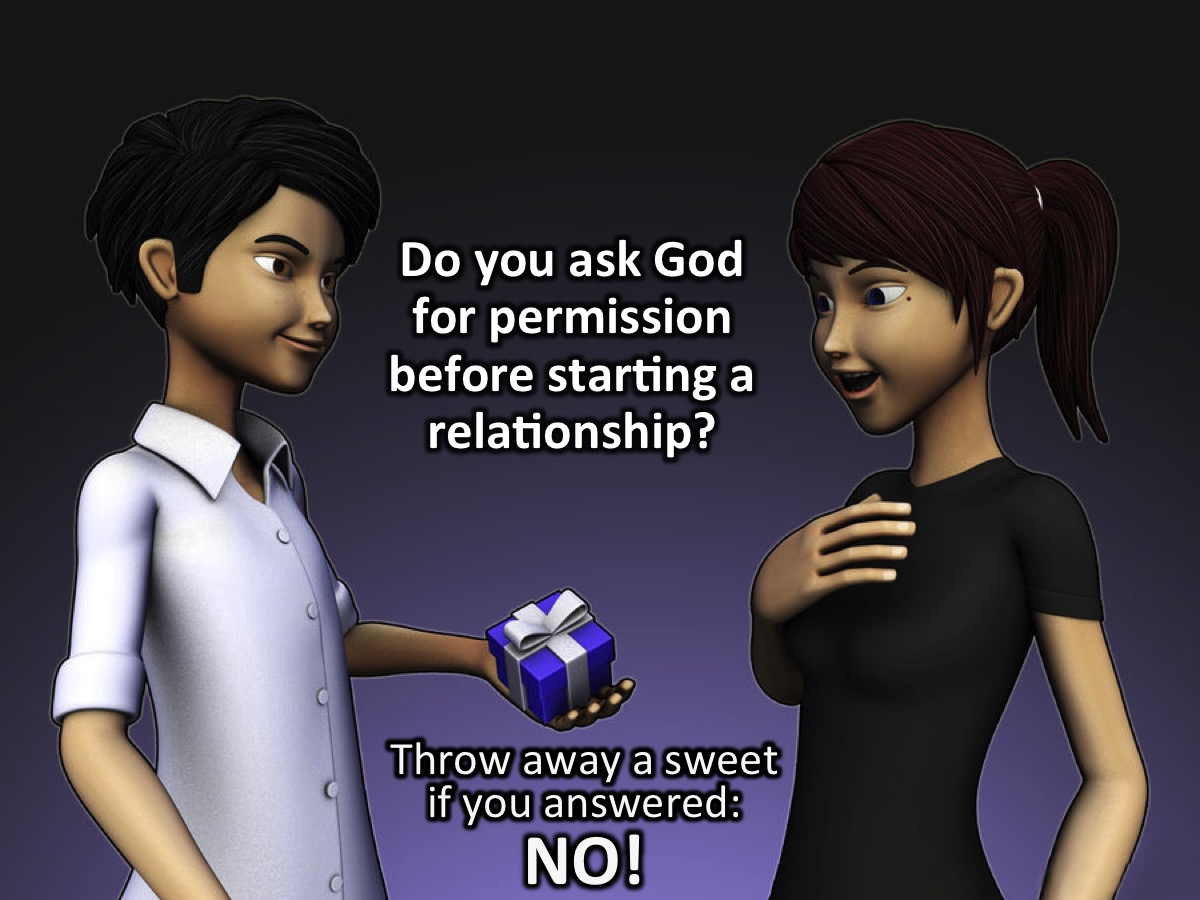 Do you ask God
for permission
before starting a
relationship?
Throw away a sweet
if you answered:
NO!